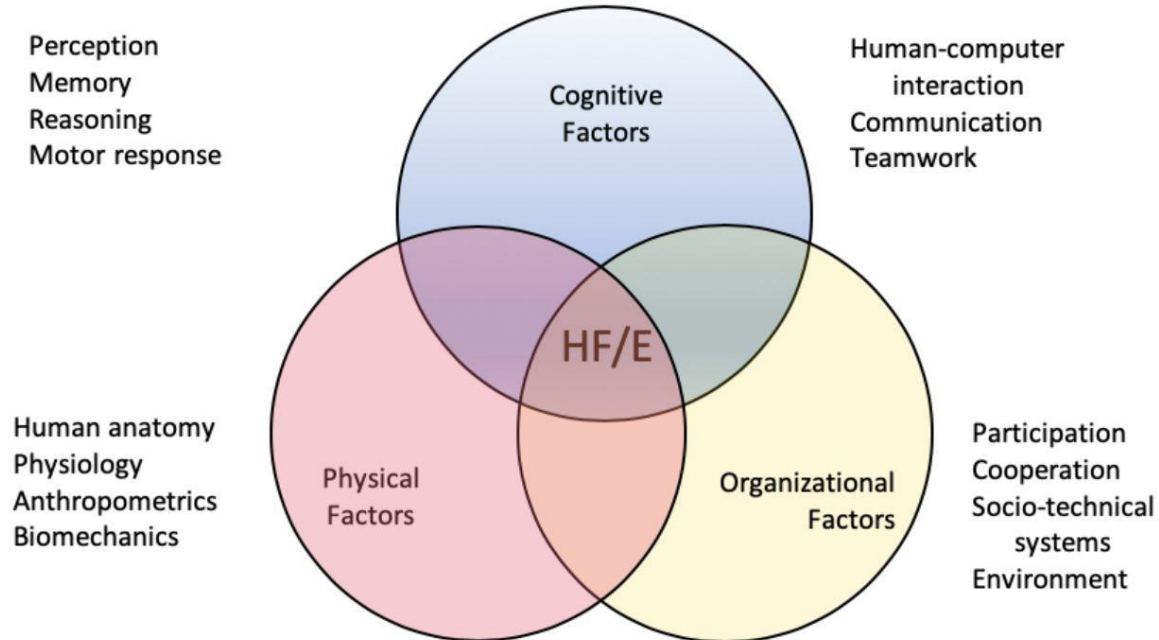 Perception
Memory
Reasoning
Motor response
Cognitive
Factors
Human-computer
interaction
Communication
Teamwork
HF/E
Human anatomy
Physiology
Anthropometrics
Biomechanics
Physical
Factors
Organizational
Factors
Participation
Cooperation
Socio-technical
systems
Environment